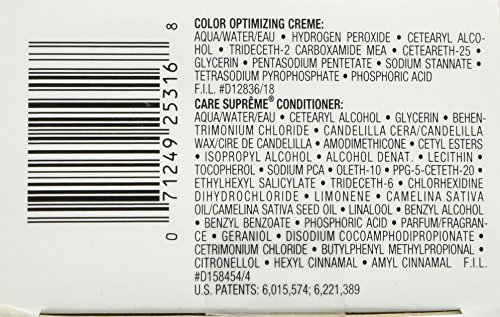 COLOR OPTIMIZING CREME:
AQUA/WATER/EAU • HYDROGEN PEROXIDE • CETEARYL ALCO-
HOL • TRIDECETH-2 CARBOXAMIDE MEA • CETEARETH-25 •
GLYCERIN • PENTASODIUM PENTETATE • SODIUM STANNATE •
TETRASODIUM PYROPHOSPHATE • PHOSPHORIC ACID
F.I.L. #D12836/18
CARE SUPRÊME® CONDITIONER:
AQUA/WATER/EAU • CETEARYL ALCOHOL • GLYCERIN • BEHEN-
TRIMONIUM CHLORIDE • CANDELILLA CERA/CANDELILLA
WAX/CIRE DE CANDELILLA • AMODIMETHICONE • CETYL ESTERS
• ISOPROPYL ALCOHOL • ALCOHOL DENAT. • LECITHIN •
TOCOPHEROL • SODIUM PCA • OLETH-10 • PPG-5-CETETH-20 •
ETHYLHEXYL SALICYLATE • TRIDECETH-6 • CHLORHEXIDINE
DIHYDROCHLORIDE • LIMONENE • CAMELINA SATIVA
OIL/CAMELINA SATIVA SEED OIL • LINALOOL • BENZYL ALCOHOL
• BENZYL BENZOATE • PHOSPHORIC ACID • PARFUM/FRAGRAN-
CE • GERANIOL • DISODIUM COCOAMPHODIPROPIONATE •
CETRIMONIUM CHLORIDE • BUTYLPHENYL METHYLPROPIONAL •
CITRONELLOL • HEXYL CINNAMAL • AMYL CINNAMAL F.I.L.
#D158454/4
U.S. PATENTS: 6,015,574; 6,221,389
0 71249 25316 8